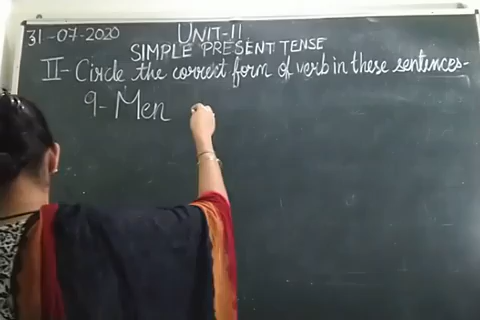 31-07-2020
UNIT-II
SIMPLE PRESENT TENSE
II- Circle the correct form of verb in these sentences-
9- Men